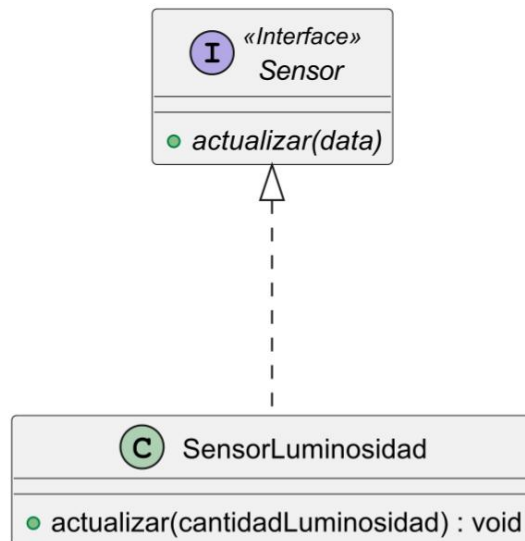 I
«Interface»
Sensor
actualizar(data)
C
SensorLuminosidad
actualizar(cantidadLuminosidad) : void